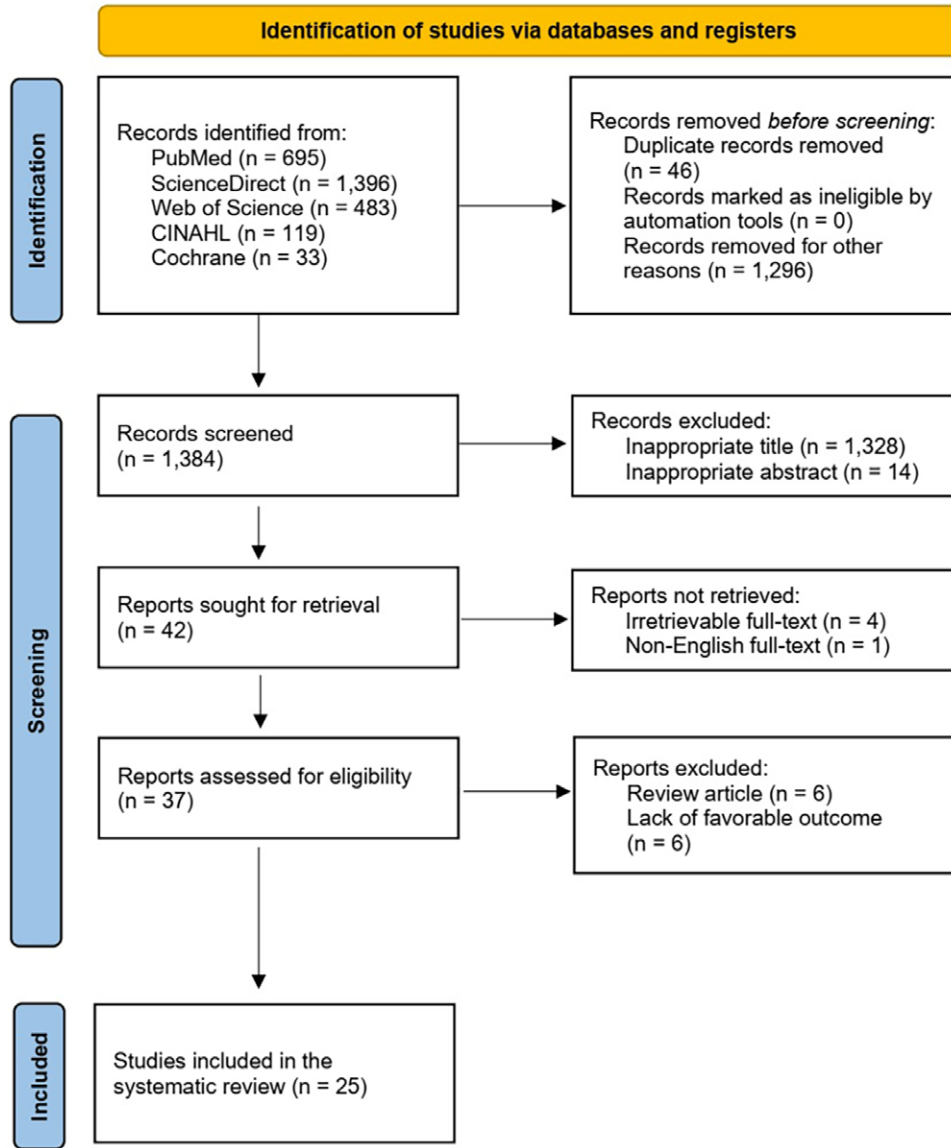 Identification of studies via databases and registers
Identification
Records identified from:
PubMed (n = 695)
ScienceDirect (n = 1,396)
Web of Science (n = 483)
CINAHL (n = 119)
Cochrane (n = 33)
Records removed before screening:
Duplicate records removed
(n = 46)
Records marked as ineligible by
automation tools (n = 0)
Records removed for other
reasons (n = 1,296)
Screening
Records screened
(n = 1,384)
Records excluded:
Inappropriate title (n = 1,328)
Inappropriate abstract (n = 14)
Reports sought for retrieval
(n = 42)
Reports not retrieved:
Irretrievable full-text (n = 4)
Non-English full-text (n = 1)
Reports assessed for eligibility
(n = 37)
Reports excluded:
Review article (n = 6)
Lack of favorable outcome
(n = 6)
Included
Studies included in the
systematic review (n = 25)